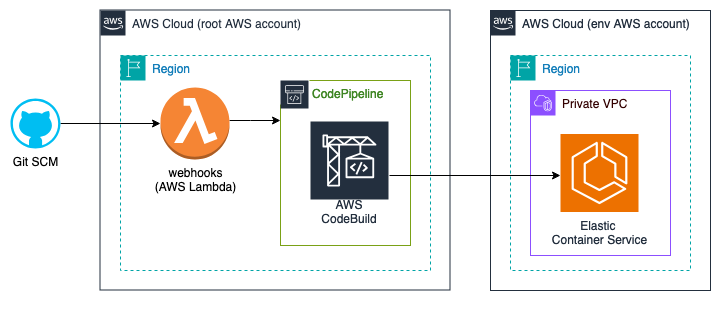 aws
AWS Cloud (root AWS account)
Region
Git SCM
webhooks
(AWS Lambda)
CodePipeline
</>
AWS
CodeBuild
aws
AWS Cloud (env AWS account)
Region
Private VPC
Elastic
Container Service